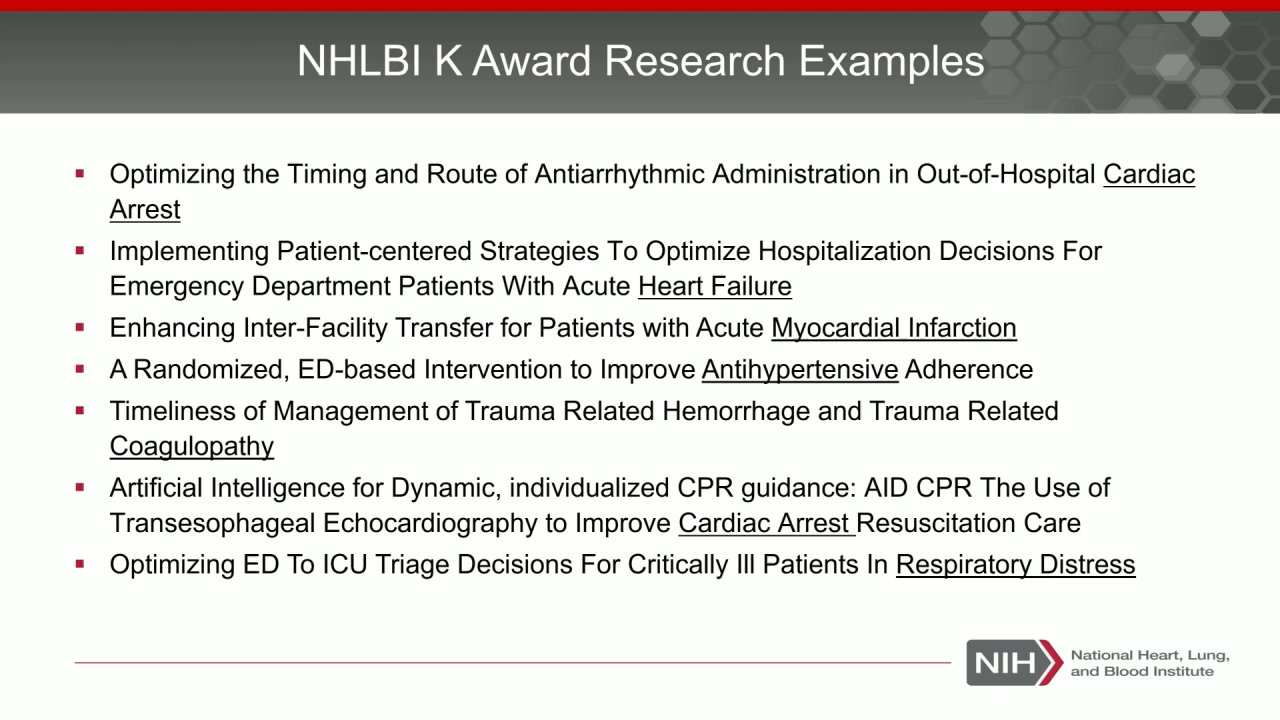 NHLBI K Award Research Examples
Optimizing the Timing and Route of Antiarrhythmic Administration in Out-of-Hospital Cardiac
Arrest
Implementing Patient-centered Strategies To Optimize Hospitalization Decisions For
Emergency Department Patients With Acute Heart Failure
Enhancing Inter-Facility Transfer for Patients with Acute Myocardial Infarction
A Randomized, ED-based Intervention to Improve Antihypertensive Adherence
Timeliness of Management of Trauma Related Hemorrhage and Trauma Related
Coagulopathy
Artificial Intelligence for Dynamic, individualized CPR guidance: AID CPR The Use of
Transesophageal Echocardiography to Improve Cardiac Arrest Resuscitation Care
Optimizing ED To ICU Triage Decisions For Critically Ill Patients In Respiratory Distress
NIH
National Heart, Lung,
and Blood Institute